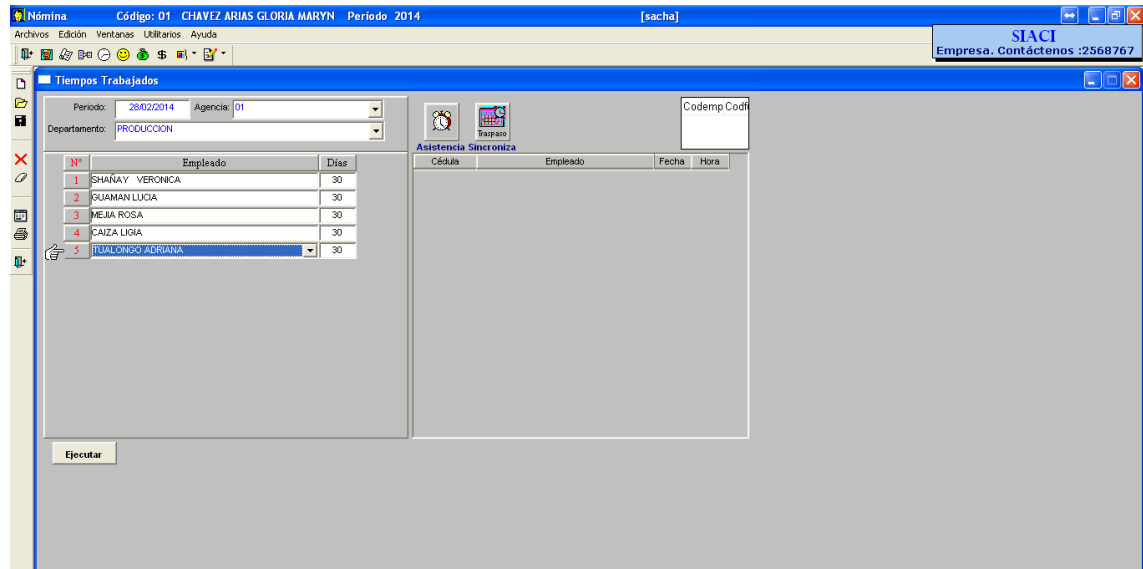 Nómina Código: 01 CHAVEZ ARIAS GLORIA MARYN Período 2014 [sacha]
Archivos Edición Ventanas Utilitarios Ayuda
SIACI
Empresa. Contáctenos :2568767
Tiempos Trabajados
Periodo: 28/02/2014 Agencia: 01
Departamento: PRODUCCION
Traspaso
Asistencia Sincroniza
Codemp Codfi
Nº Empleado Días
1 SHAÑAY VERONICA 30
2 GUAMAN LUCIA 30
3 MEJIA ROSA 30
4 CAIZA LIGIA 30
5 TUALONGO ADRIANA 30
Cédula Empleado Fecha Hora
Ejecutar